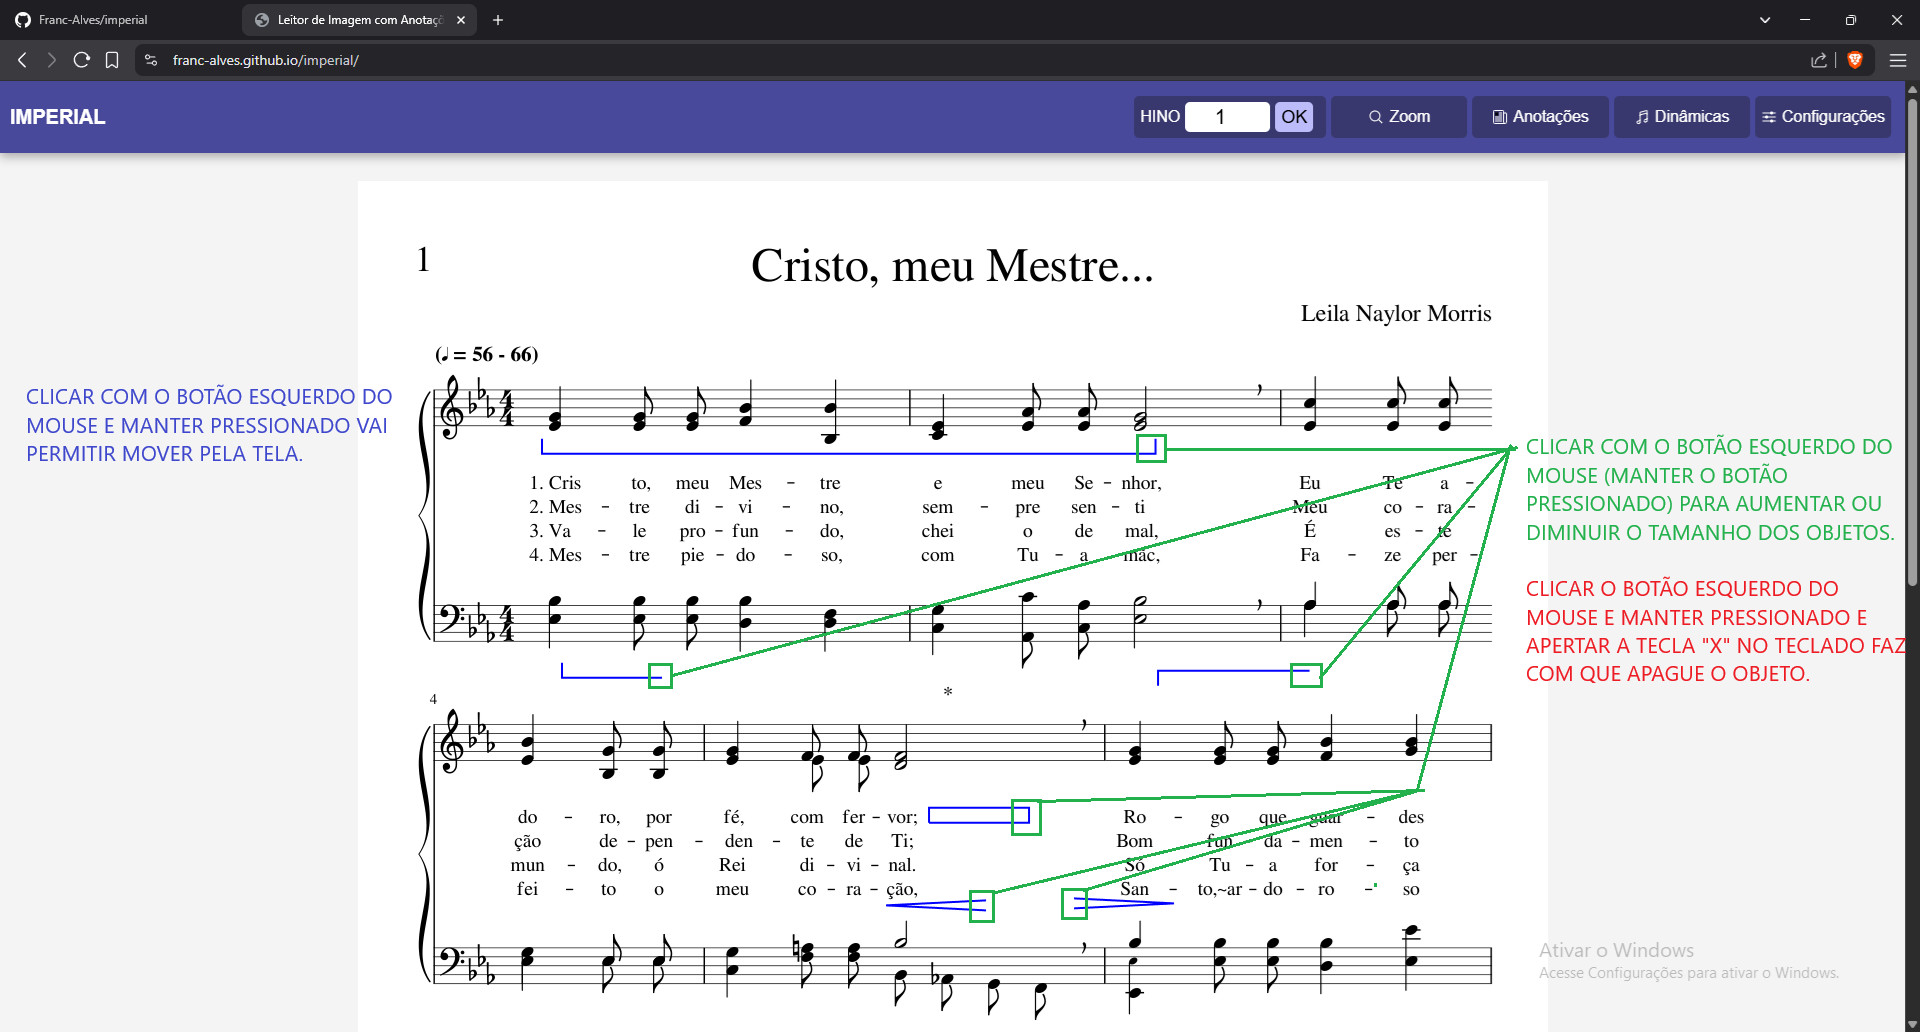 Franc-Alves/imperial
Leitor de Imagem com Anotaçõ
franc-alves.github.io/imperial/
IMPERIAL
HINO 1 OK
Zoom
Anotações
Dinâmicas
Configurações
1
Cristo, meu Mestre...
Leila Naylor Morris
(♩ = 56 - 66)
CLICAR COM O BOTÃO ESQUERDO DO
MOUSE E MANTER PRESSIONADO VAI
PERMITIR MOVER PELA TELA.
CLICAR COM O BOTÃO ESQUERDO DO
MOUSE (MANTER O BOTÃO
PRESSIONADO) PARA AUMENTAR OU
DIMINUIR O TAMANHO DOS OBJETOS.
CLICAR O BOTÃO ESQUERDO DO
MOUSE E MANTER PRESSIONADO E
APERTAR A TECLA "X" NO TECLADO FAZ
COM QUE APAGUE O OBJETO.
4
4
1. Cris to, meu Mes - tre e meu Se - nhor, Eu Te a -
2. Mes - tre di - vi - no, sem - pre sen - ti Meu co - ra -
3. Va - le pro - fun - do, chei o de mal, É es - te
4. Mes - tre pie - do - so, com Tu - a mão, Fa - ze per -
4
4
*
4
do - ro, por fé, com fer - vor; Ro - go que guar - des
ção de - pen - den - te de Ti; Bom fun da - men - to
mun - do, ó Rei di - vi - nal. Só Tu - a for - ça
fei - to o meu co - ra - ção, San - to,~ar - do - ro - so
Ativar o Windows
Acesse Configurações para ativar o Windows.